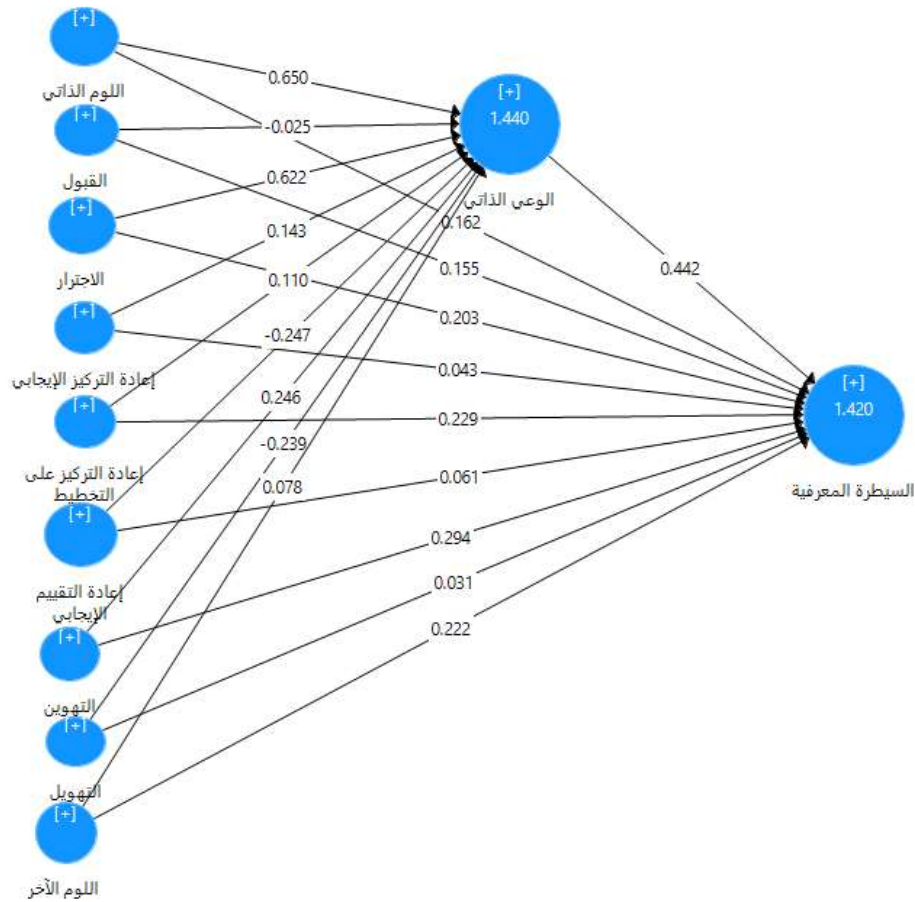 [+]
اللوم الذاتي
[+]
القبول
[+]
الاجترار
[+]
إعادة التركيز الإيجابي
[+]
إعادة التركيز على
التخطيط
[+]
إعادة التقييم
الإيجابي
[+]
التهوين
[+]
التهويل
[+]
اللوم الآخر
0.650
-0.025
0.622
0.143
0.110
-0.247
0.246
-0.239
0.078
[+]
1.440
الوعي الذاتي
0.162
0.155
0.203
0.043
0.229
0.061
0.294
0.031
0.222
0.442
[+]
1.420
السيطرة المعرفية